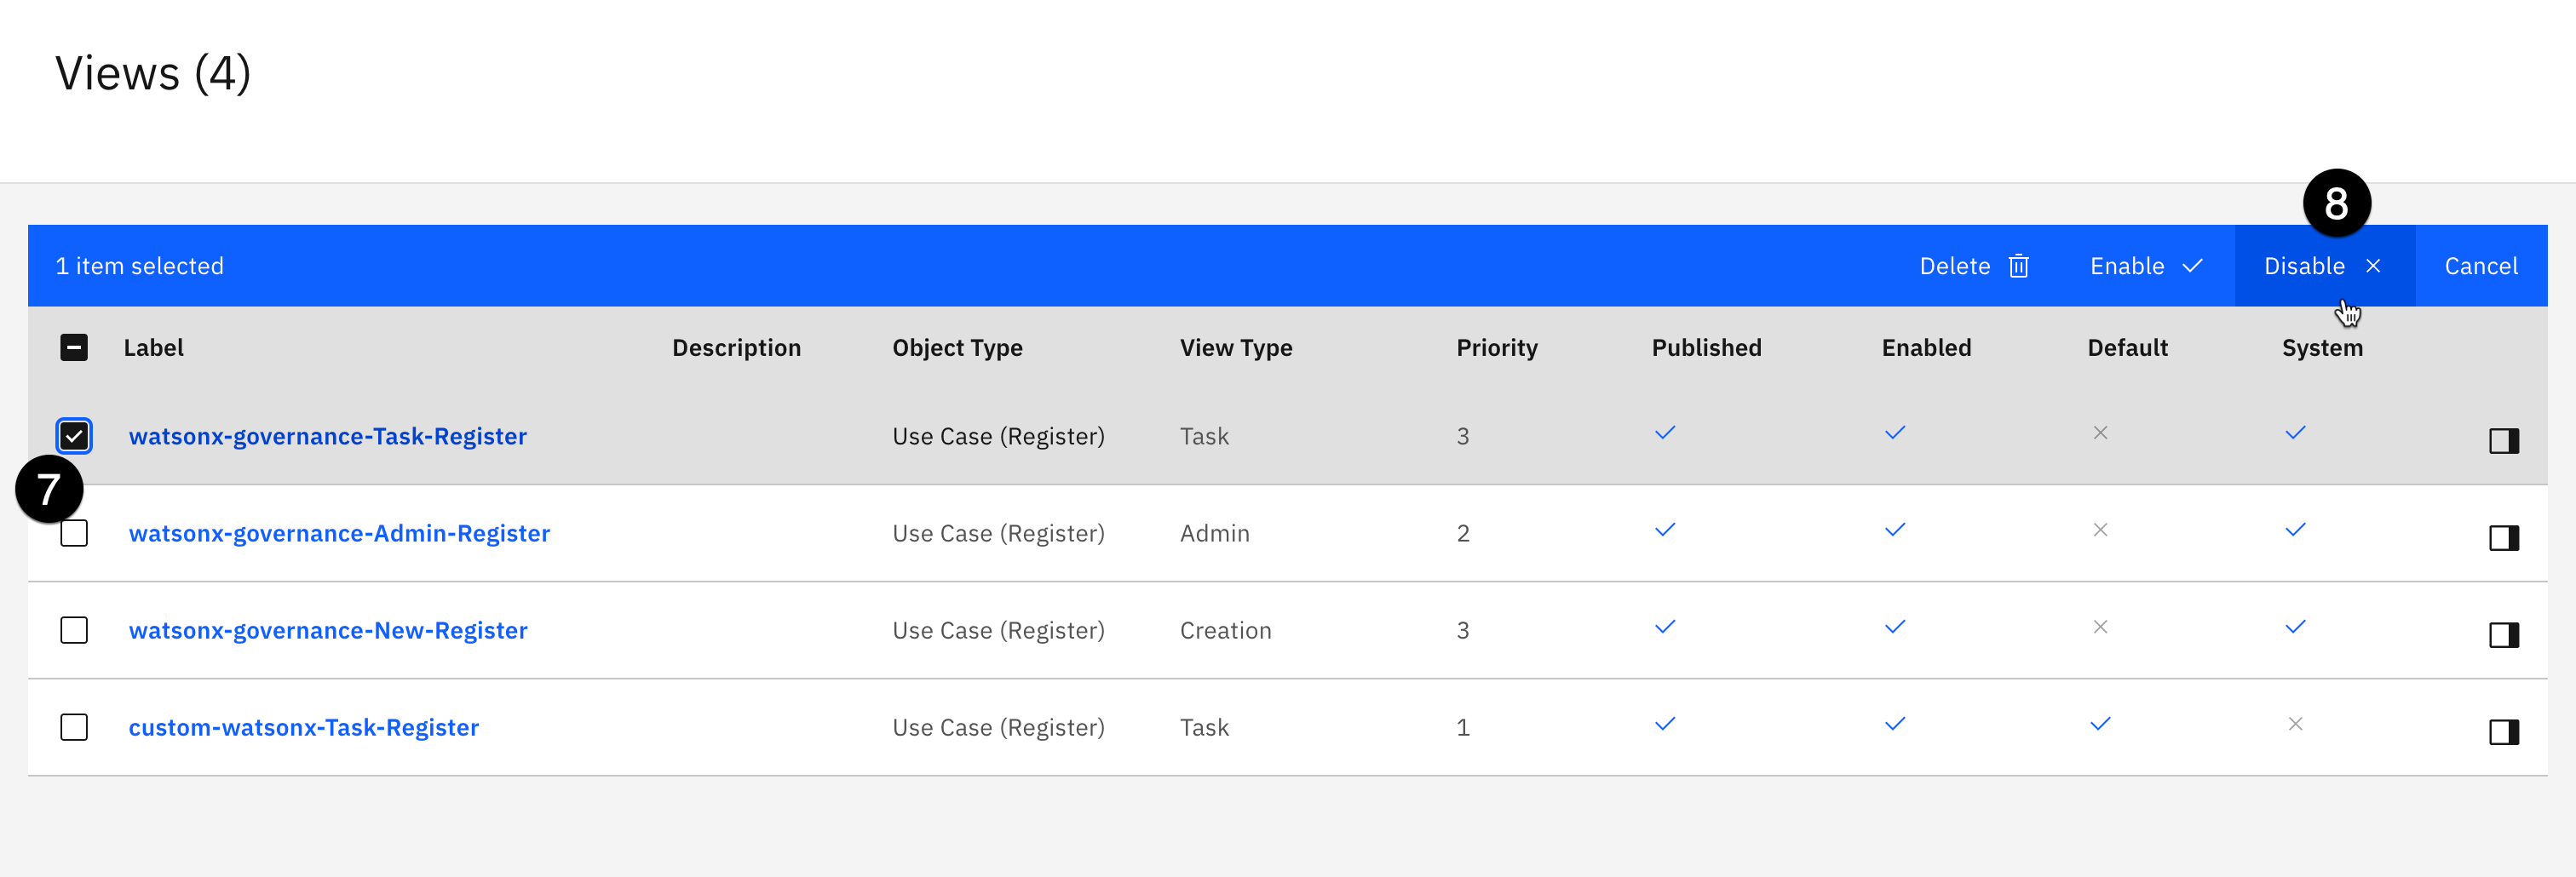 Views (4)
8
1 item selected Delete Enable Disable Cancel
Label Description Object Type View Type Priority Published Enabled Default System
watsonx-governance-Task-Register Use Case (Register) Task 3
7
watsonx-governance-Admin-Register Use Case (Register) Admin 2
watsonx-governance-New-Register Use Case (Register) Creation 3
custom-watsonx-Task-Register Use Case (Register) Task 1